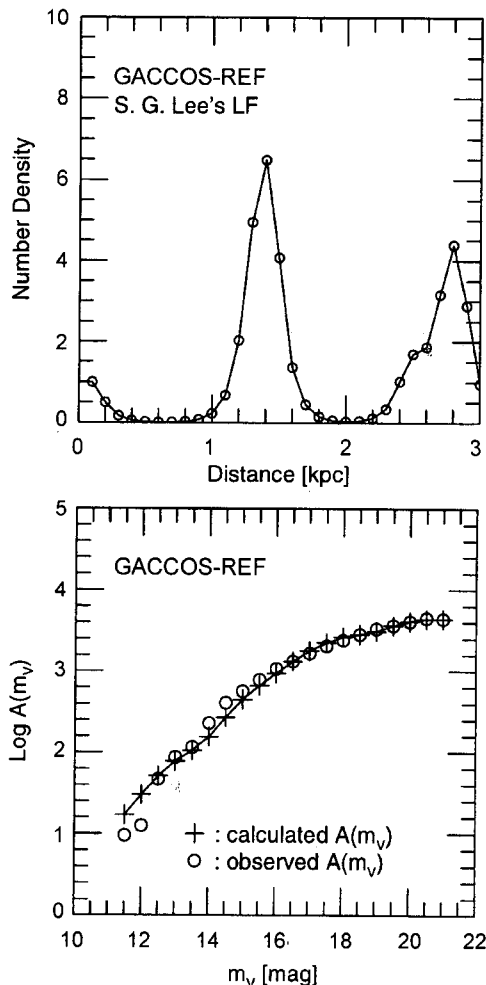 10
8
6
4
2
0
Number Density
GACCOS-REF
S. G. Lee's LF
0 1 2 3
Distance [kpc]
5
4
3
2
1
0
Log A(mv)
GACCOS-REF
+ : calculated A(mv)
○ : observed A(mv)
10 12 14 16 18 20 22
mv [mag]